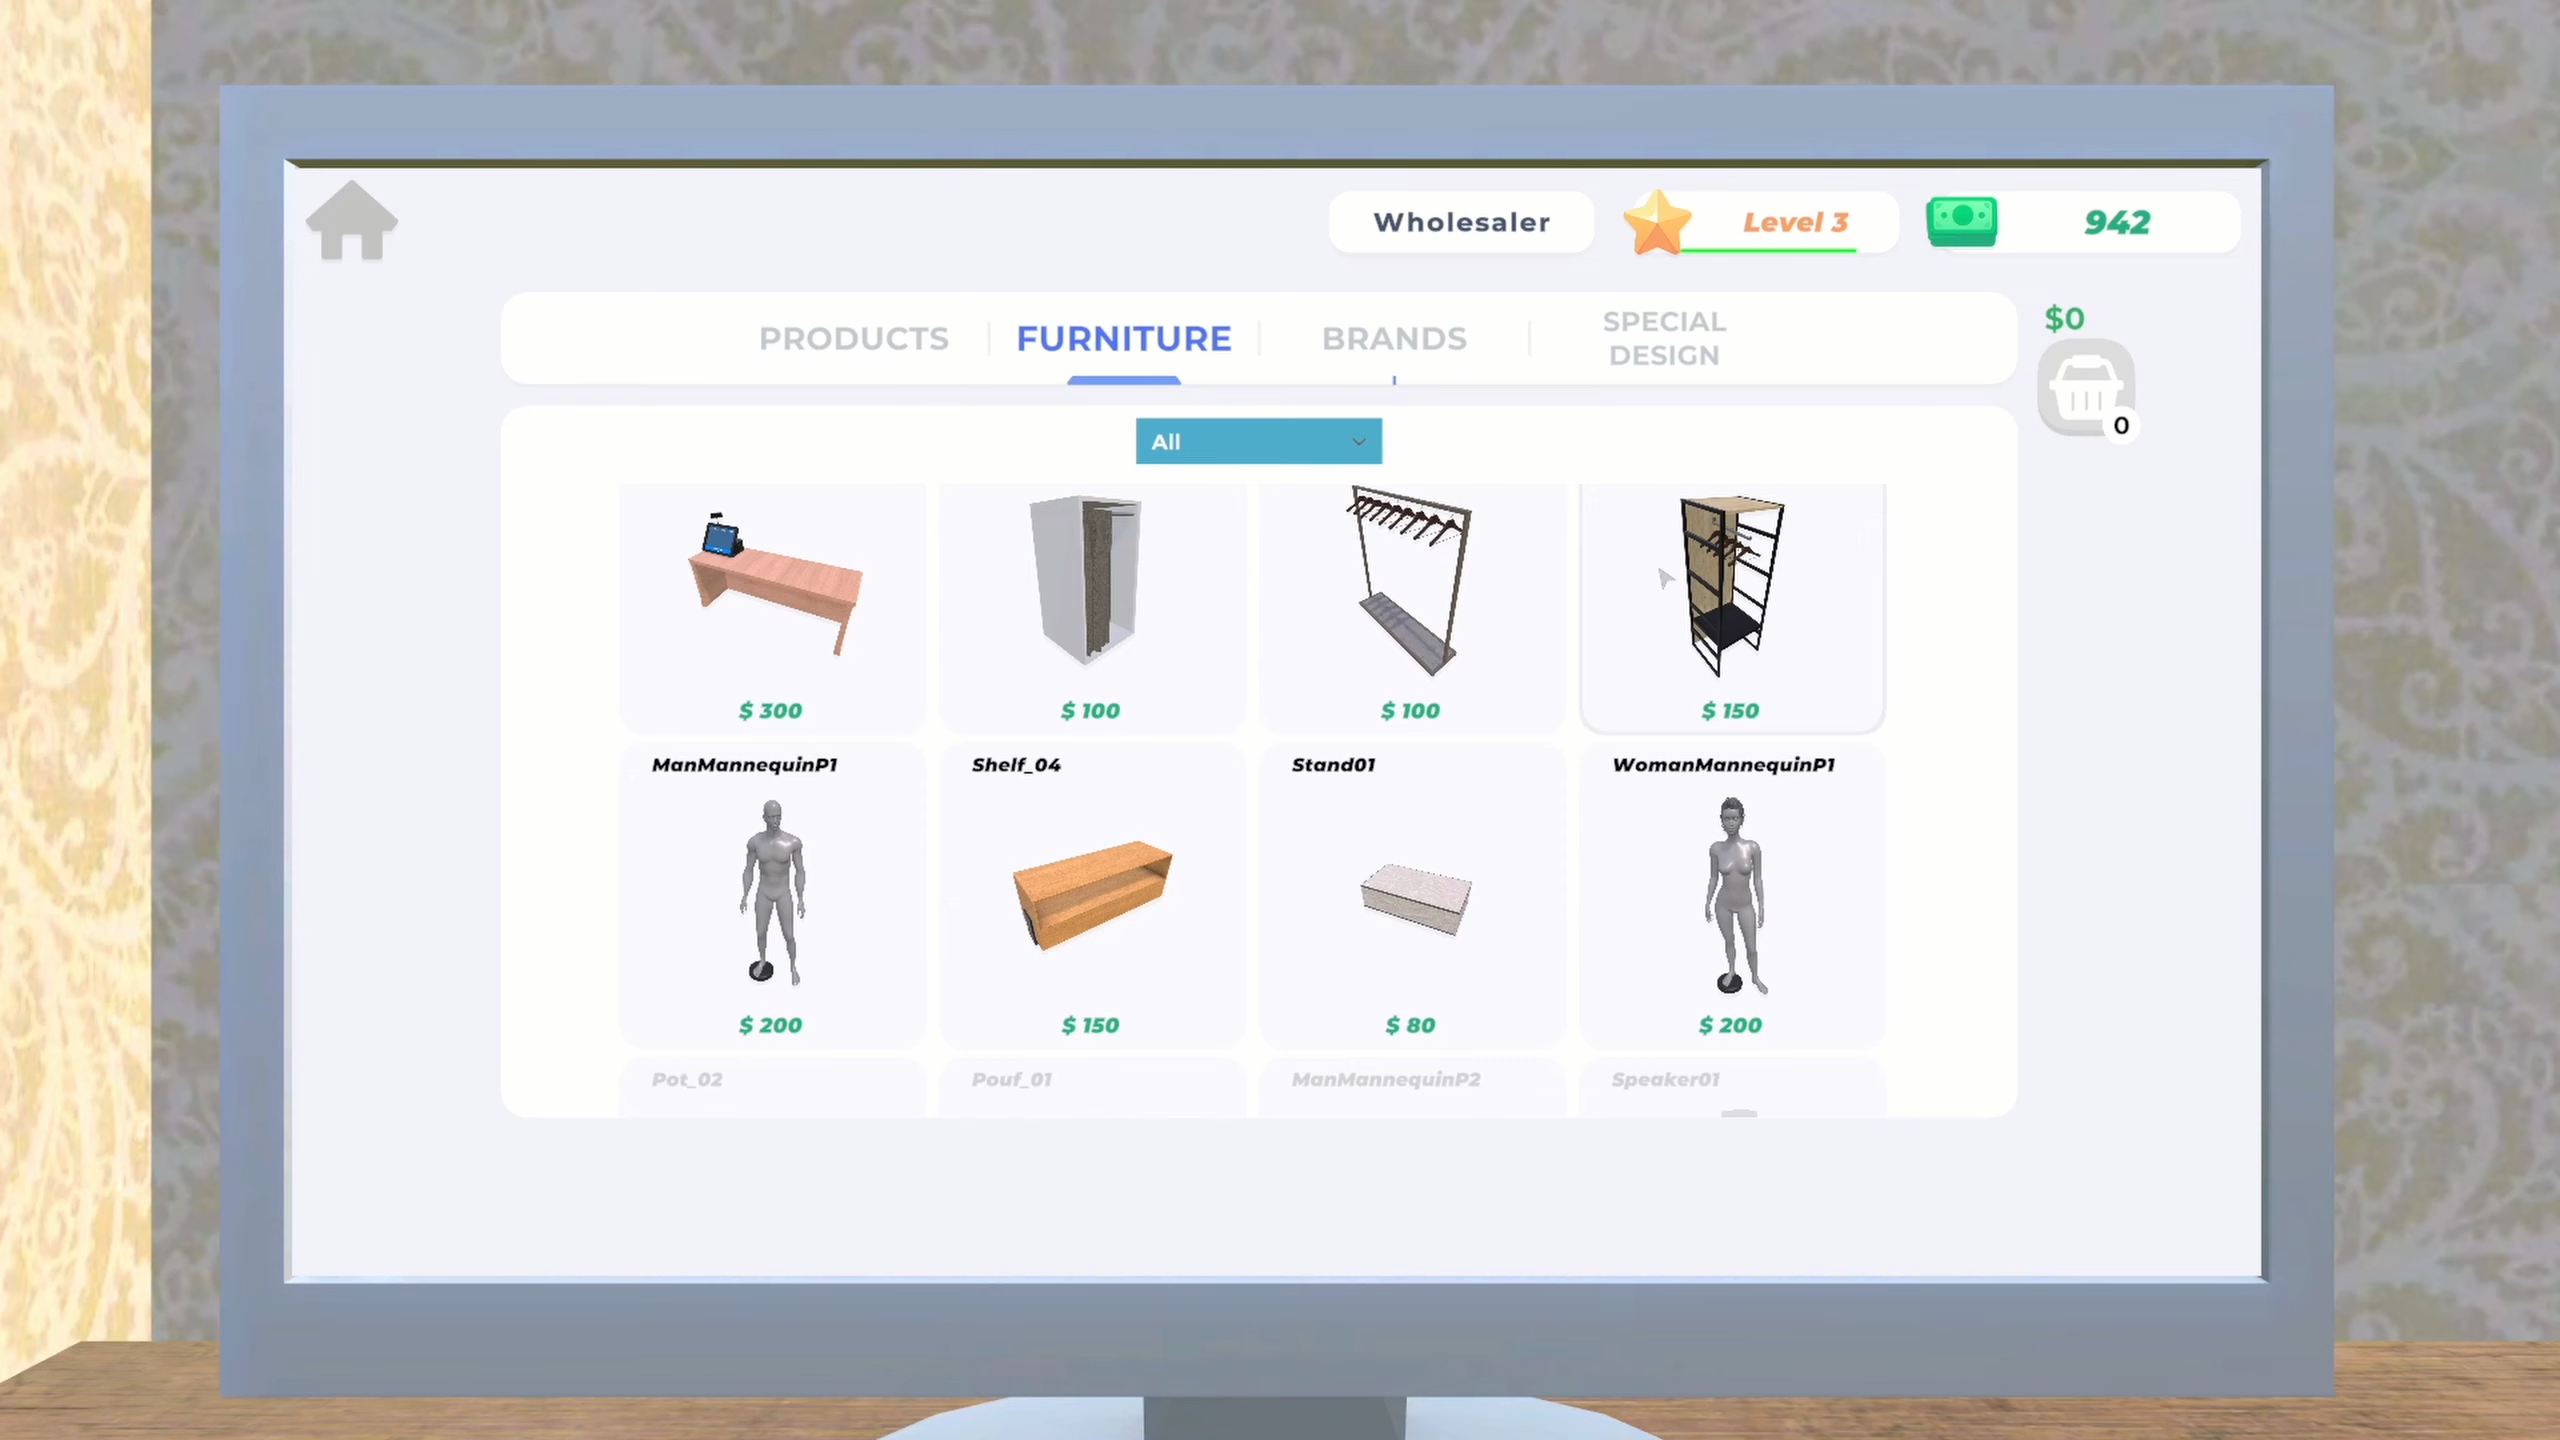 Wholesaler
Level 3
942
PRODUCTS
FURNITURE
BRANDS
SPECIAL
DESIGN
$0
0
All
$ 300
$ 100
$ 100
$ 150
ManMannequinP1
Shelf_04
Stand01
WomanMannequinP1
$ 200
$ 150
$ 80
$ 200
Pot_02
Pouf_01
ManMannequinP2
Speaker01